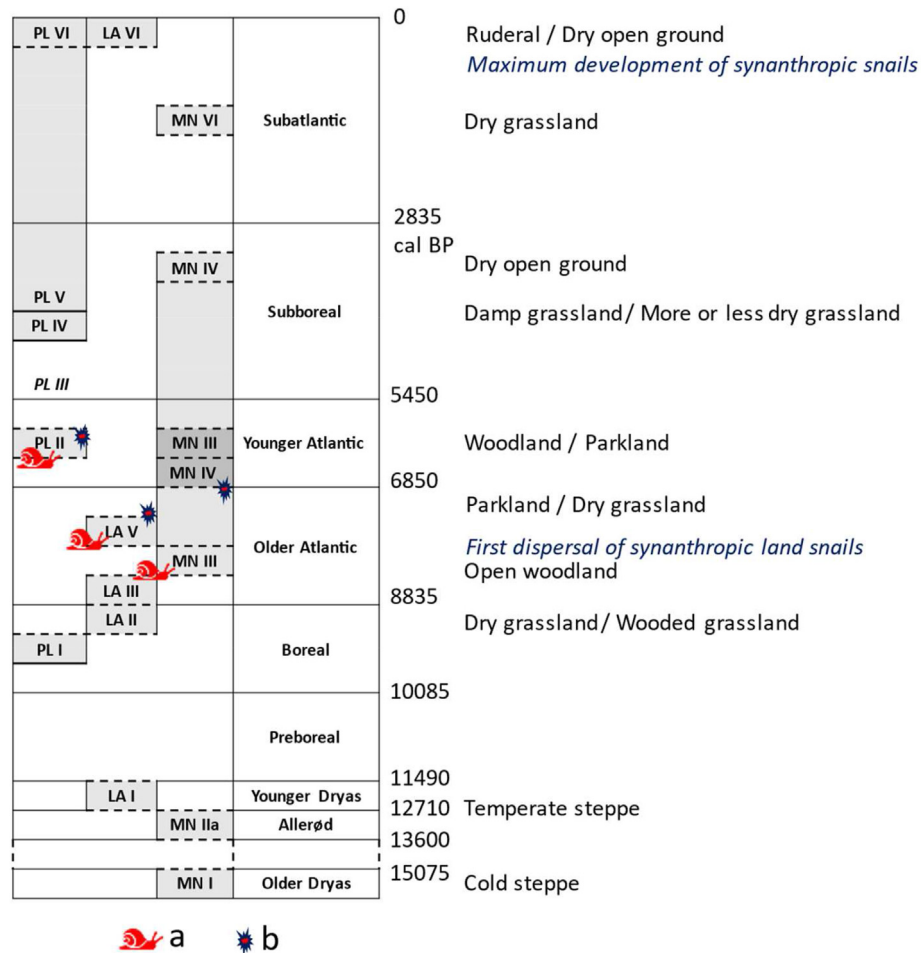 0
PL VI LA VI Ruderal / Dry open ground
Maximum development of synanthropic snails
MN VI Subatlantic Dry grassland
2835
cal BP
MN IV Dry open ground
PL V
Subboreal Damp grassland / More or less dry grassland
PL IV
PL III
5450
PL II MN III Younger Atlantic Woodland / Parkland
MN IV
6850
Parkland / Dry grassland
LA V
Older Atlantic First dispersal of synanthropic land snails
MN III Open woodland
LA III
8835
LA II Dry grassland / Wooded grassland
PL I Boreal
10085
Preboreal
11490
LA I Younger Dryas
12710 Temperate steppe
MN IIa Allerød
13600
15075
MN I Older Dryas Cold steppe
a b